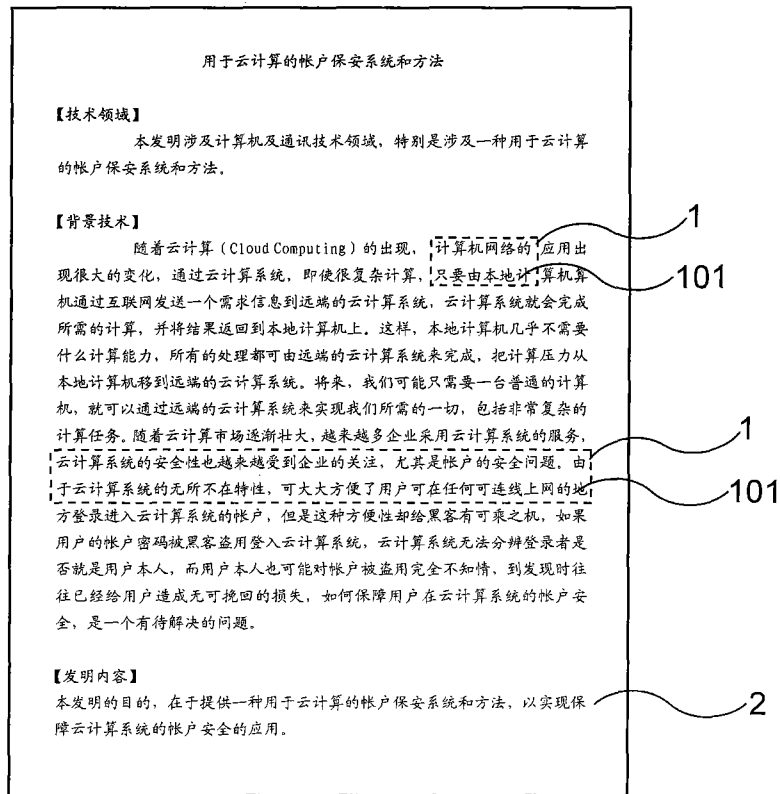 用于云计算的帐户保安系统和方法
【技术领域】
本发明涉及计算机及通讯技术领域，特别是涉及一种用于云计算
的帐户保安系统和方法。
【背景技术】
随着云计算（Cloud Computing）的出现，计算机网络的应用出
现很大的变化，通过云计算系统，即使很复杂计算，只要由本地计算机算
机通过互联网发送一个需求信息到远端的云计算系统，云计算系统就会完成
所需的计算，并将结果返回到本地计算机上。这样，本地计算机几乎不需要
什么计算能力，所有的处理都可由远端的云计算系统来完成，把计算压力从
本地计算机移到远端的云计算系统。将来，我们可能只需要一台普通的计算
机，就可以通过远端的云计算系统来实现我们所需的一切，包括非常复杂的
计算任务。随着云计算市场逐渐壮大，越来越多企业采用云计算系统的服务，
云计算系统的安全性也越来越受到企业的关注，尤其是帐户的安全问题。由
于云计算系统的无所不在特性，可大大方便了用户可在任何可连线上网的地
方登录进入云计算系统的帐户，但是这种方便性却给黑客有可乘之机，如果
用户的帐户密码被黑客盗用登入云计算系统，云计算系统无法分辨登录者是
否就是用户本人，而用户本人也可能对帐户被盗用完全不知情，到发现时往
往已经给用户造成无可挽回的损失，如何保障用户在云计算系统的帐户安
全，是一个有待解决的问题。
【发明内容】
本发明的目的，在于提供一种用于云计算的帐户保安系统和方法，以实现保
障云计算系统的帐户安全的应用。
1
101
1
101
2